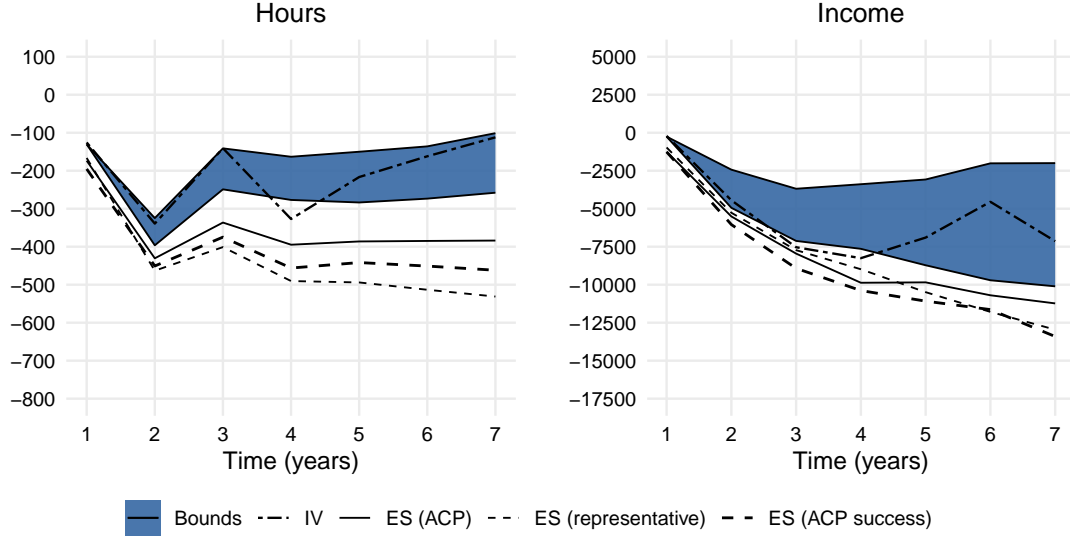 Hours
100
0
−100
−200
−300
−400
−500
−600
−700
−800
1 2 3 4 5 6 7
Time (years)
Income
5000
2500
0
−2500
−5000
−7500
−10000
−12500
−15000
−17500
1 2 3 4 5 6 7
Time (years)
Bounds IV ES (ACP) ES (representative) ES (ACP success)